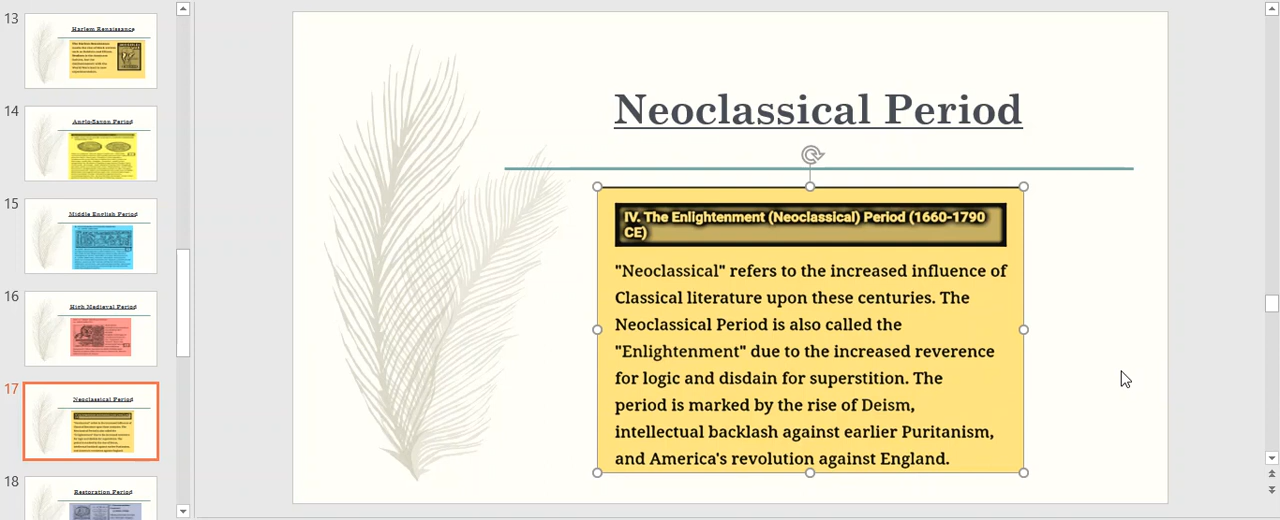 13
Harlem Renaissance
14
Anglo-Saxon Period
15
Middle English Period
16
High Medieval Period
17
Neoclassical Period
18
Restoration Period
Neoclassical Period
IV. The Enlightenment (Neoclassical) Period (1660-1790
CE)
"Neoclassical" refers to the increased influence of
Classical literature upon these centuries. The
Neoclassical Period is also called the
"Enlightenment" due to the increased reverence
for logic and disdain for superstition. The
period is marked by the rise of Deism,
intellectual backlash against earlier Puritanism,
and America's revolution against England.